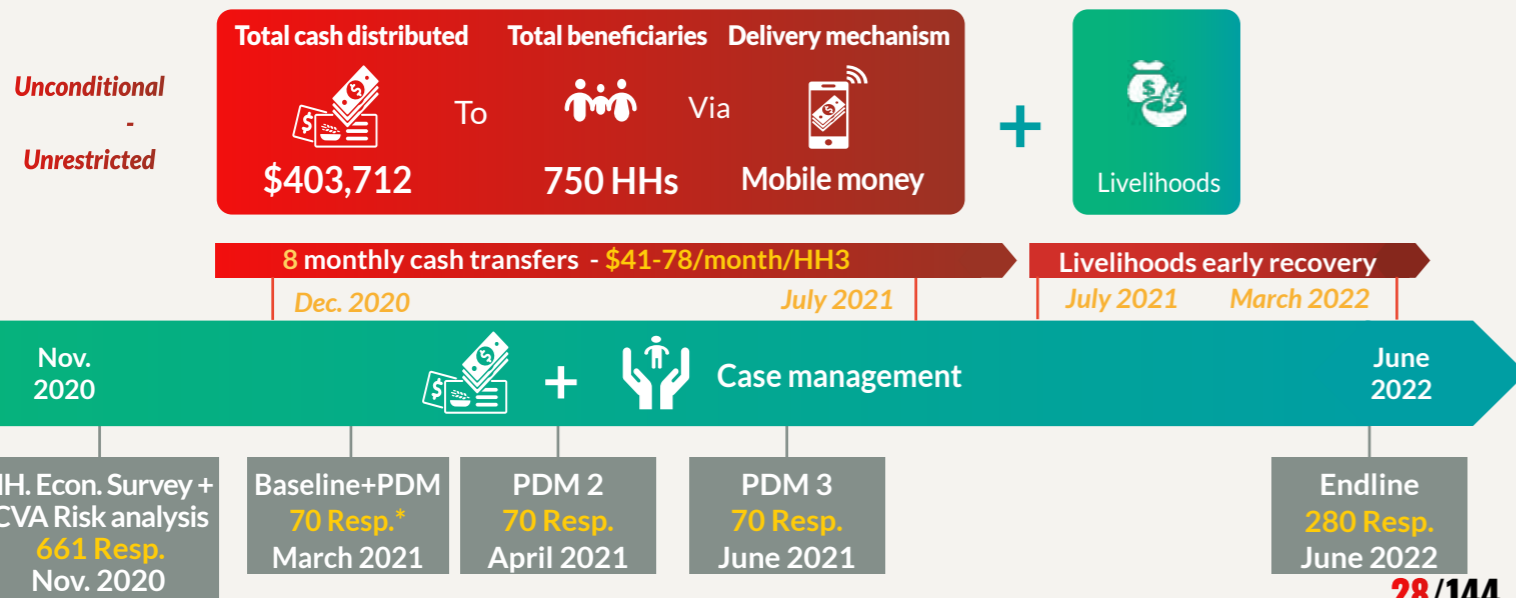 Total cash distributed
Total beneficiaries
Delivery mechanism
Unconditional
-
Unrestricted
To
Via
$403,712
750 HHs
Mobile money
+
Livelihoods
8 monthly cash transfers - $41-78/month/HH3
Livelihoods early recovery
Dec. 2020
July 2021
July 2021
March 2022
Nov.
2020
+
Case management
June
2022
HH. Econ. Survey +
CVA Risk analysis
661 Resp.
Nov. 2020
Baseline+PDM
70 Resp.*
March 2021
PDM 2
70 Resp.
April 2021
PDM 3
70 Resp.
June 2021
Endline
280 Resp.
June 2022
28/144